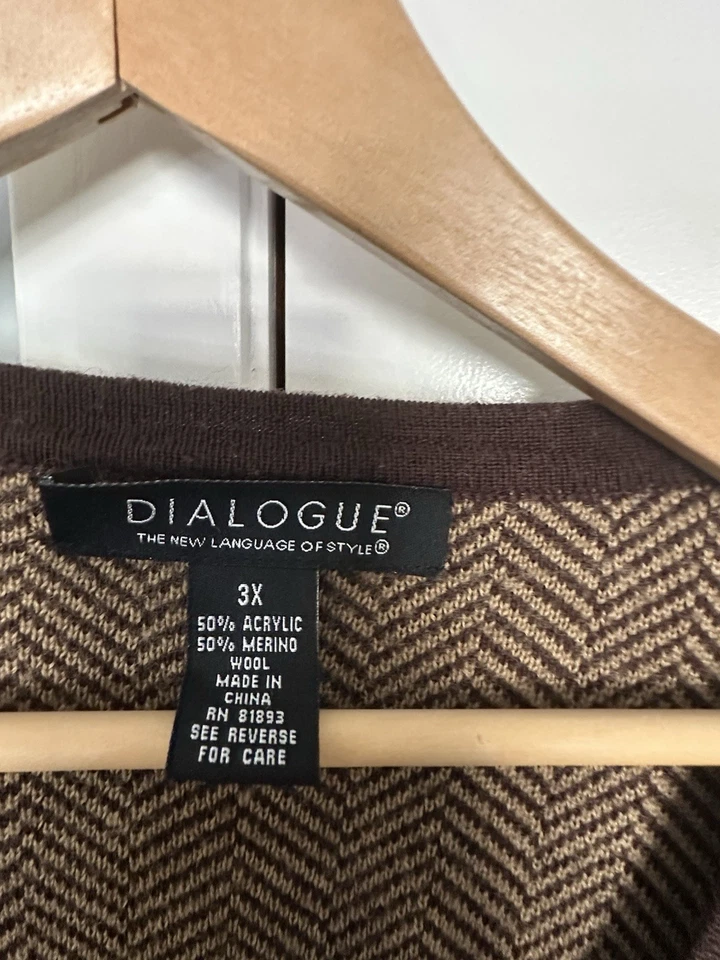 DIALOGUE®
THE NEW LANGUAGE OF STYLE®
3X
50% ACRYLIC
50% MERINO
WOOL
MADE IN
CHINA
RN 81893
SEE REVERSE
FOR CARE